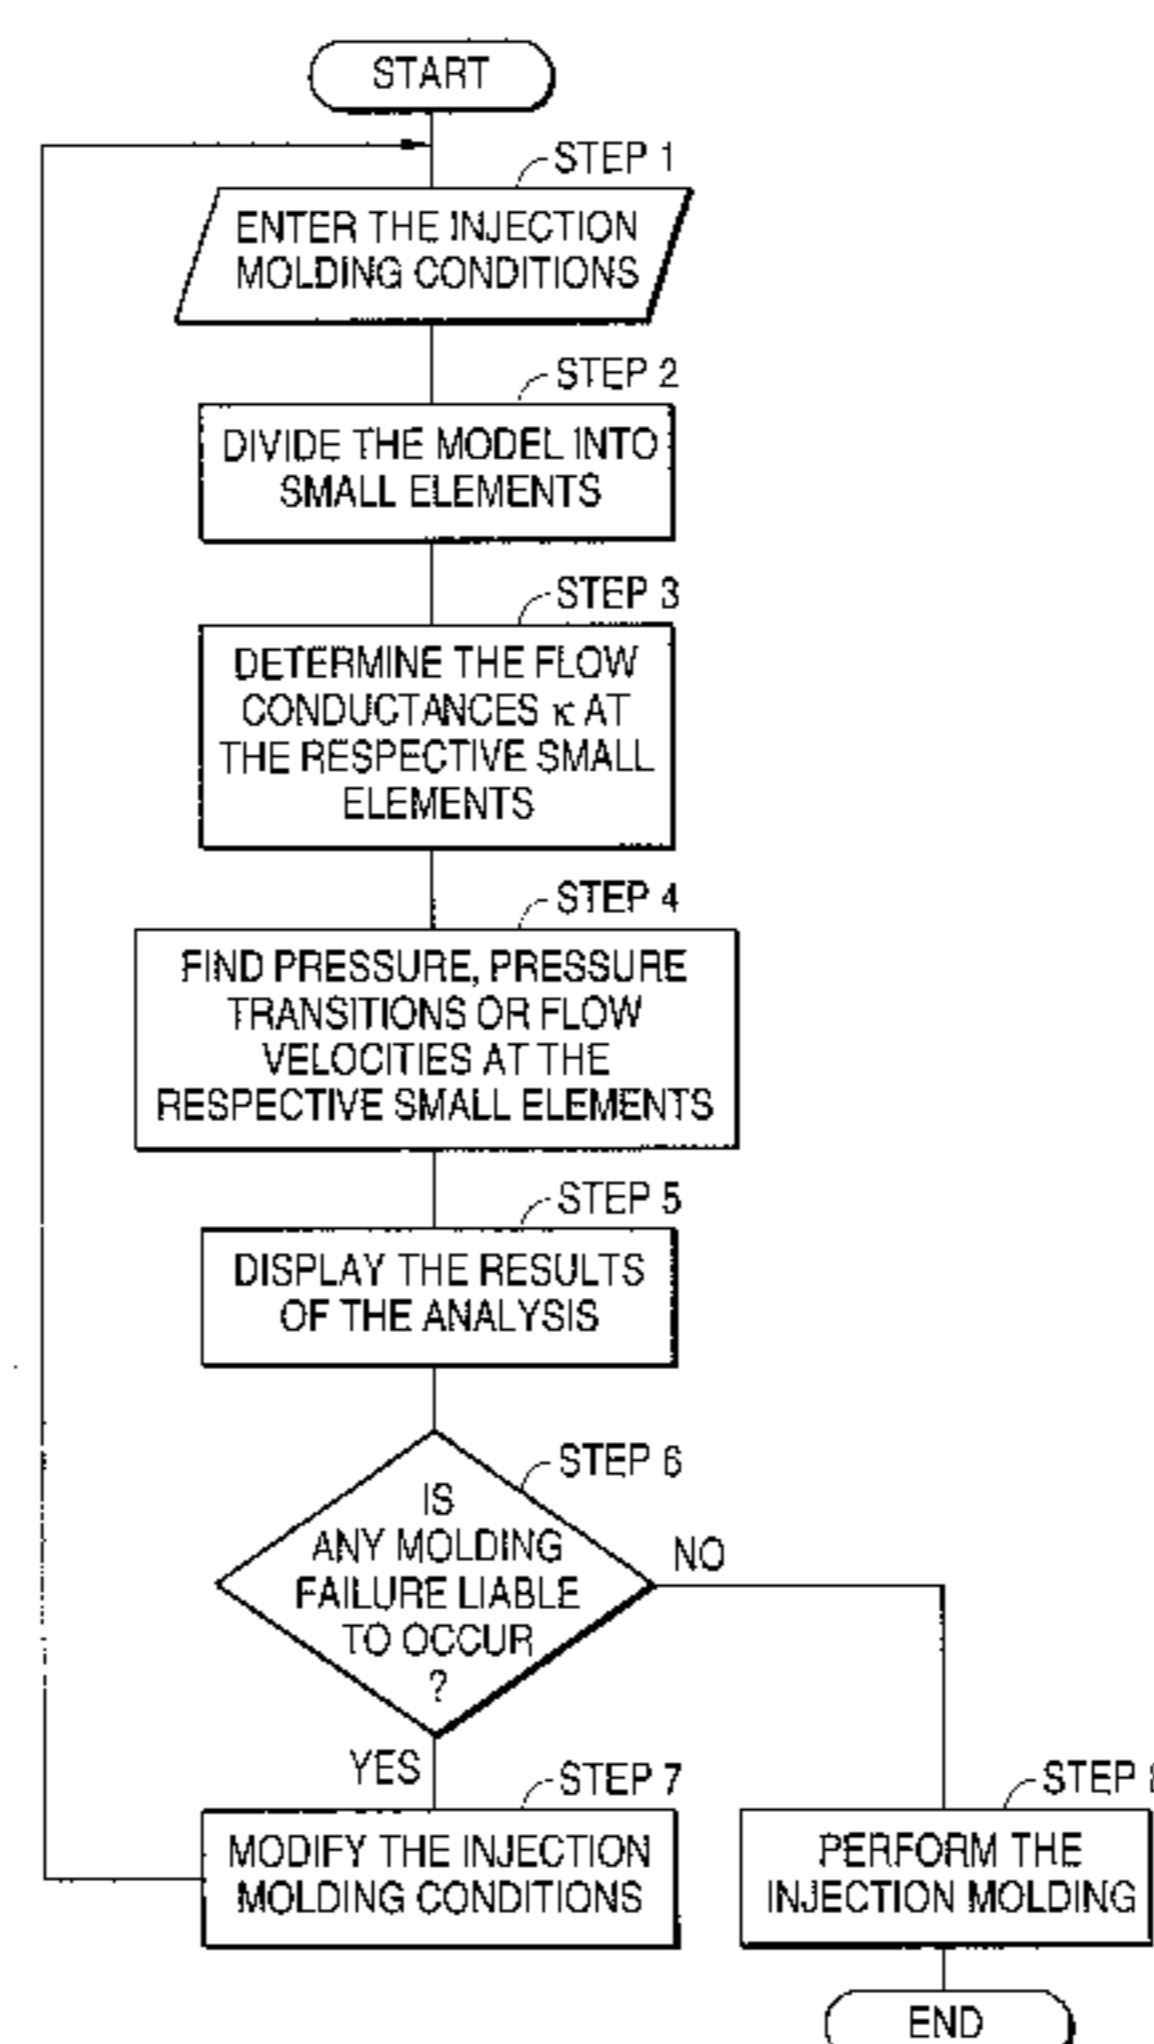 START
STEP 1
ENTER THE INJECTION
MOLDING CONDITIONS
STEP 2
DIVIDE THE MODEL INTO
SMALL ELEMENTS
STEP 3
DETERMINE THE FLOW
CONDUCTANCES κ AT
THE RESPECTIVE SMALL
ELEMENTS
STEP 4
FIND PRESSURE, PRESSURE
TRANSITIONS OR FLOW
VELOCITIES AT THE
RESPECTIVE SMALL ELEMENTS
STEP 5
DISPLAY THE RESULTS
OF THE ANALYSIS
STEP 6
IS
ANY MOLDING
FAILURE LIABLE
TO OCCUR
?
NO
YES
STEP 7
MODIFY THE INJECTION
MOLDING CONDITIONS
STEP
PERFORM THE
INJECTION MOLDING
END